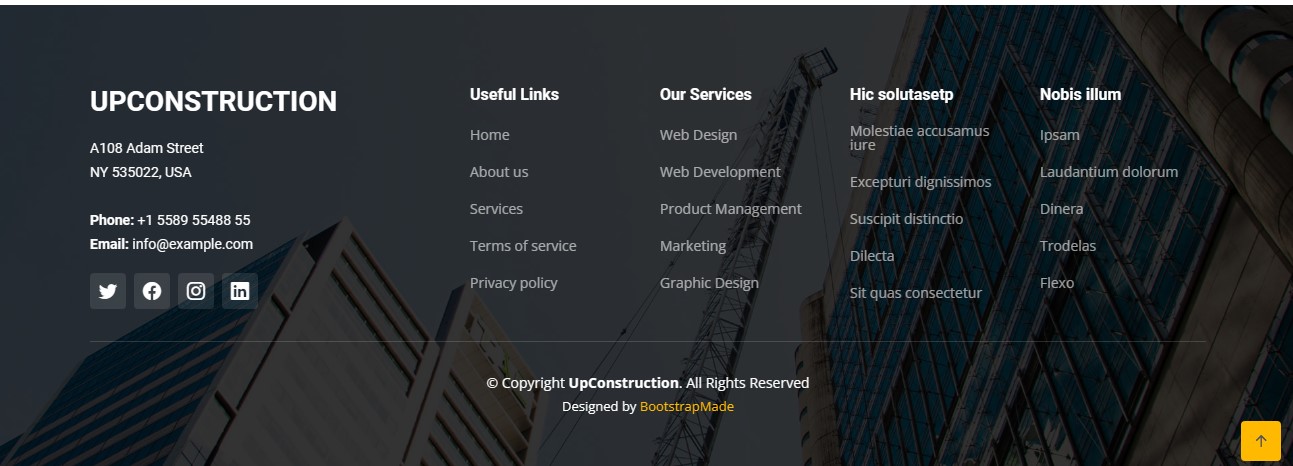 UPCONSTRUCTION
A108 Adam Street
NY 535022, USA
Phone: +1 5589 55488 55
Email: info@example.com
Useful Links
Home
About us
Services
Terms of service
Privacy policy
Our Services
Web Design
Web Development
Product Management
Marketing
Graphic Design
Hic solutasetp
Molestiae accusamus
iure
Excepturi dignissimos
Suscipit distinctio
Dilecta
Sit quas consectetur
Nobis illum
Ipsam
Laudantium dolorum
Dinera
Trodelas
Flexo
© Copyright UpConstruction. All Rights Reserved
Designed by BootstrapMade